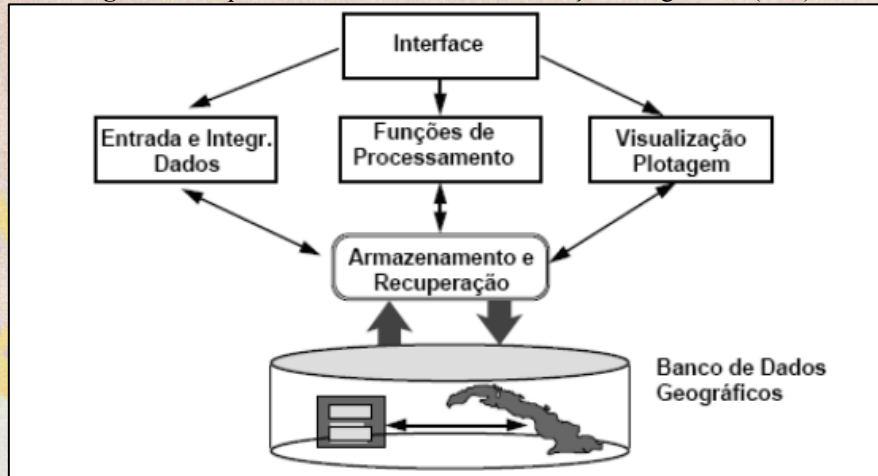 Interface
Entrada e Integr.
Dados
Funções de
Processamento
Visualização
Plotagem
Armazenamento e
Recuperação
Banco de Dados
Geográficos